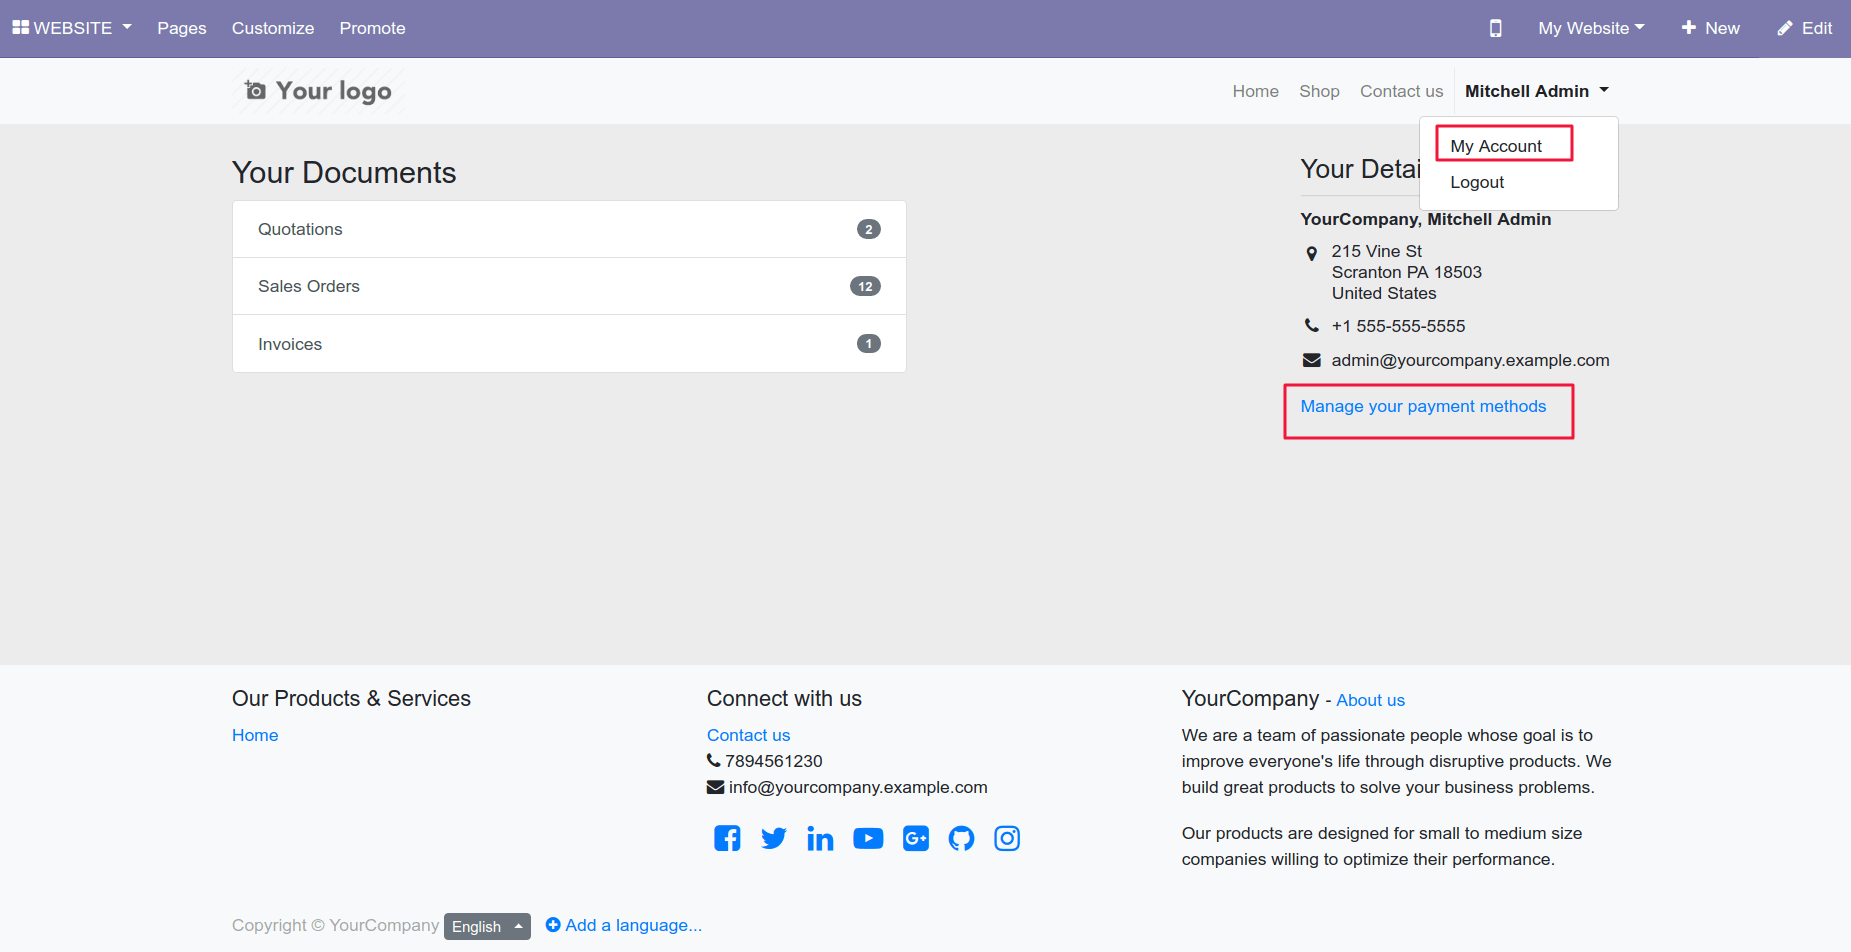 WEBSITE Pages Customize Promote My Website New Edit
Your logo Home Shop Contact us Mitchell Admin
My Account
Logout
Your Documents
Quotations 2
Sales Orders 12
Invoices 1
Your Detai
YourCompany, Mitchell Admin
215 Vine St
Scranton PA 18503
United States
+1 555-555-5555
admin@yourcompany.example.com
Manage your payment methods
Our Products & Services
Home
Connect with us
Contact us
7894561230
info@yourcompany.example.com
YourCompany - About us
We are a team of passionate people whose goal is to
improve everyone's life through disruptive products. We
build great products to solve your business problems.
Our products are designed for small to medium size
companies willing to optimize their performance.
Copyright © YourCompany English Add a language...